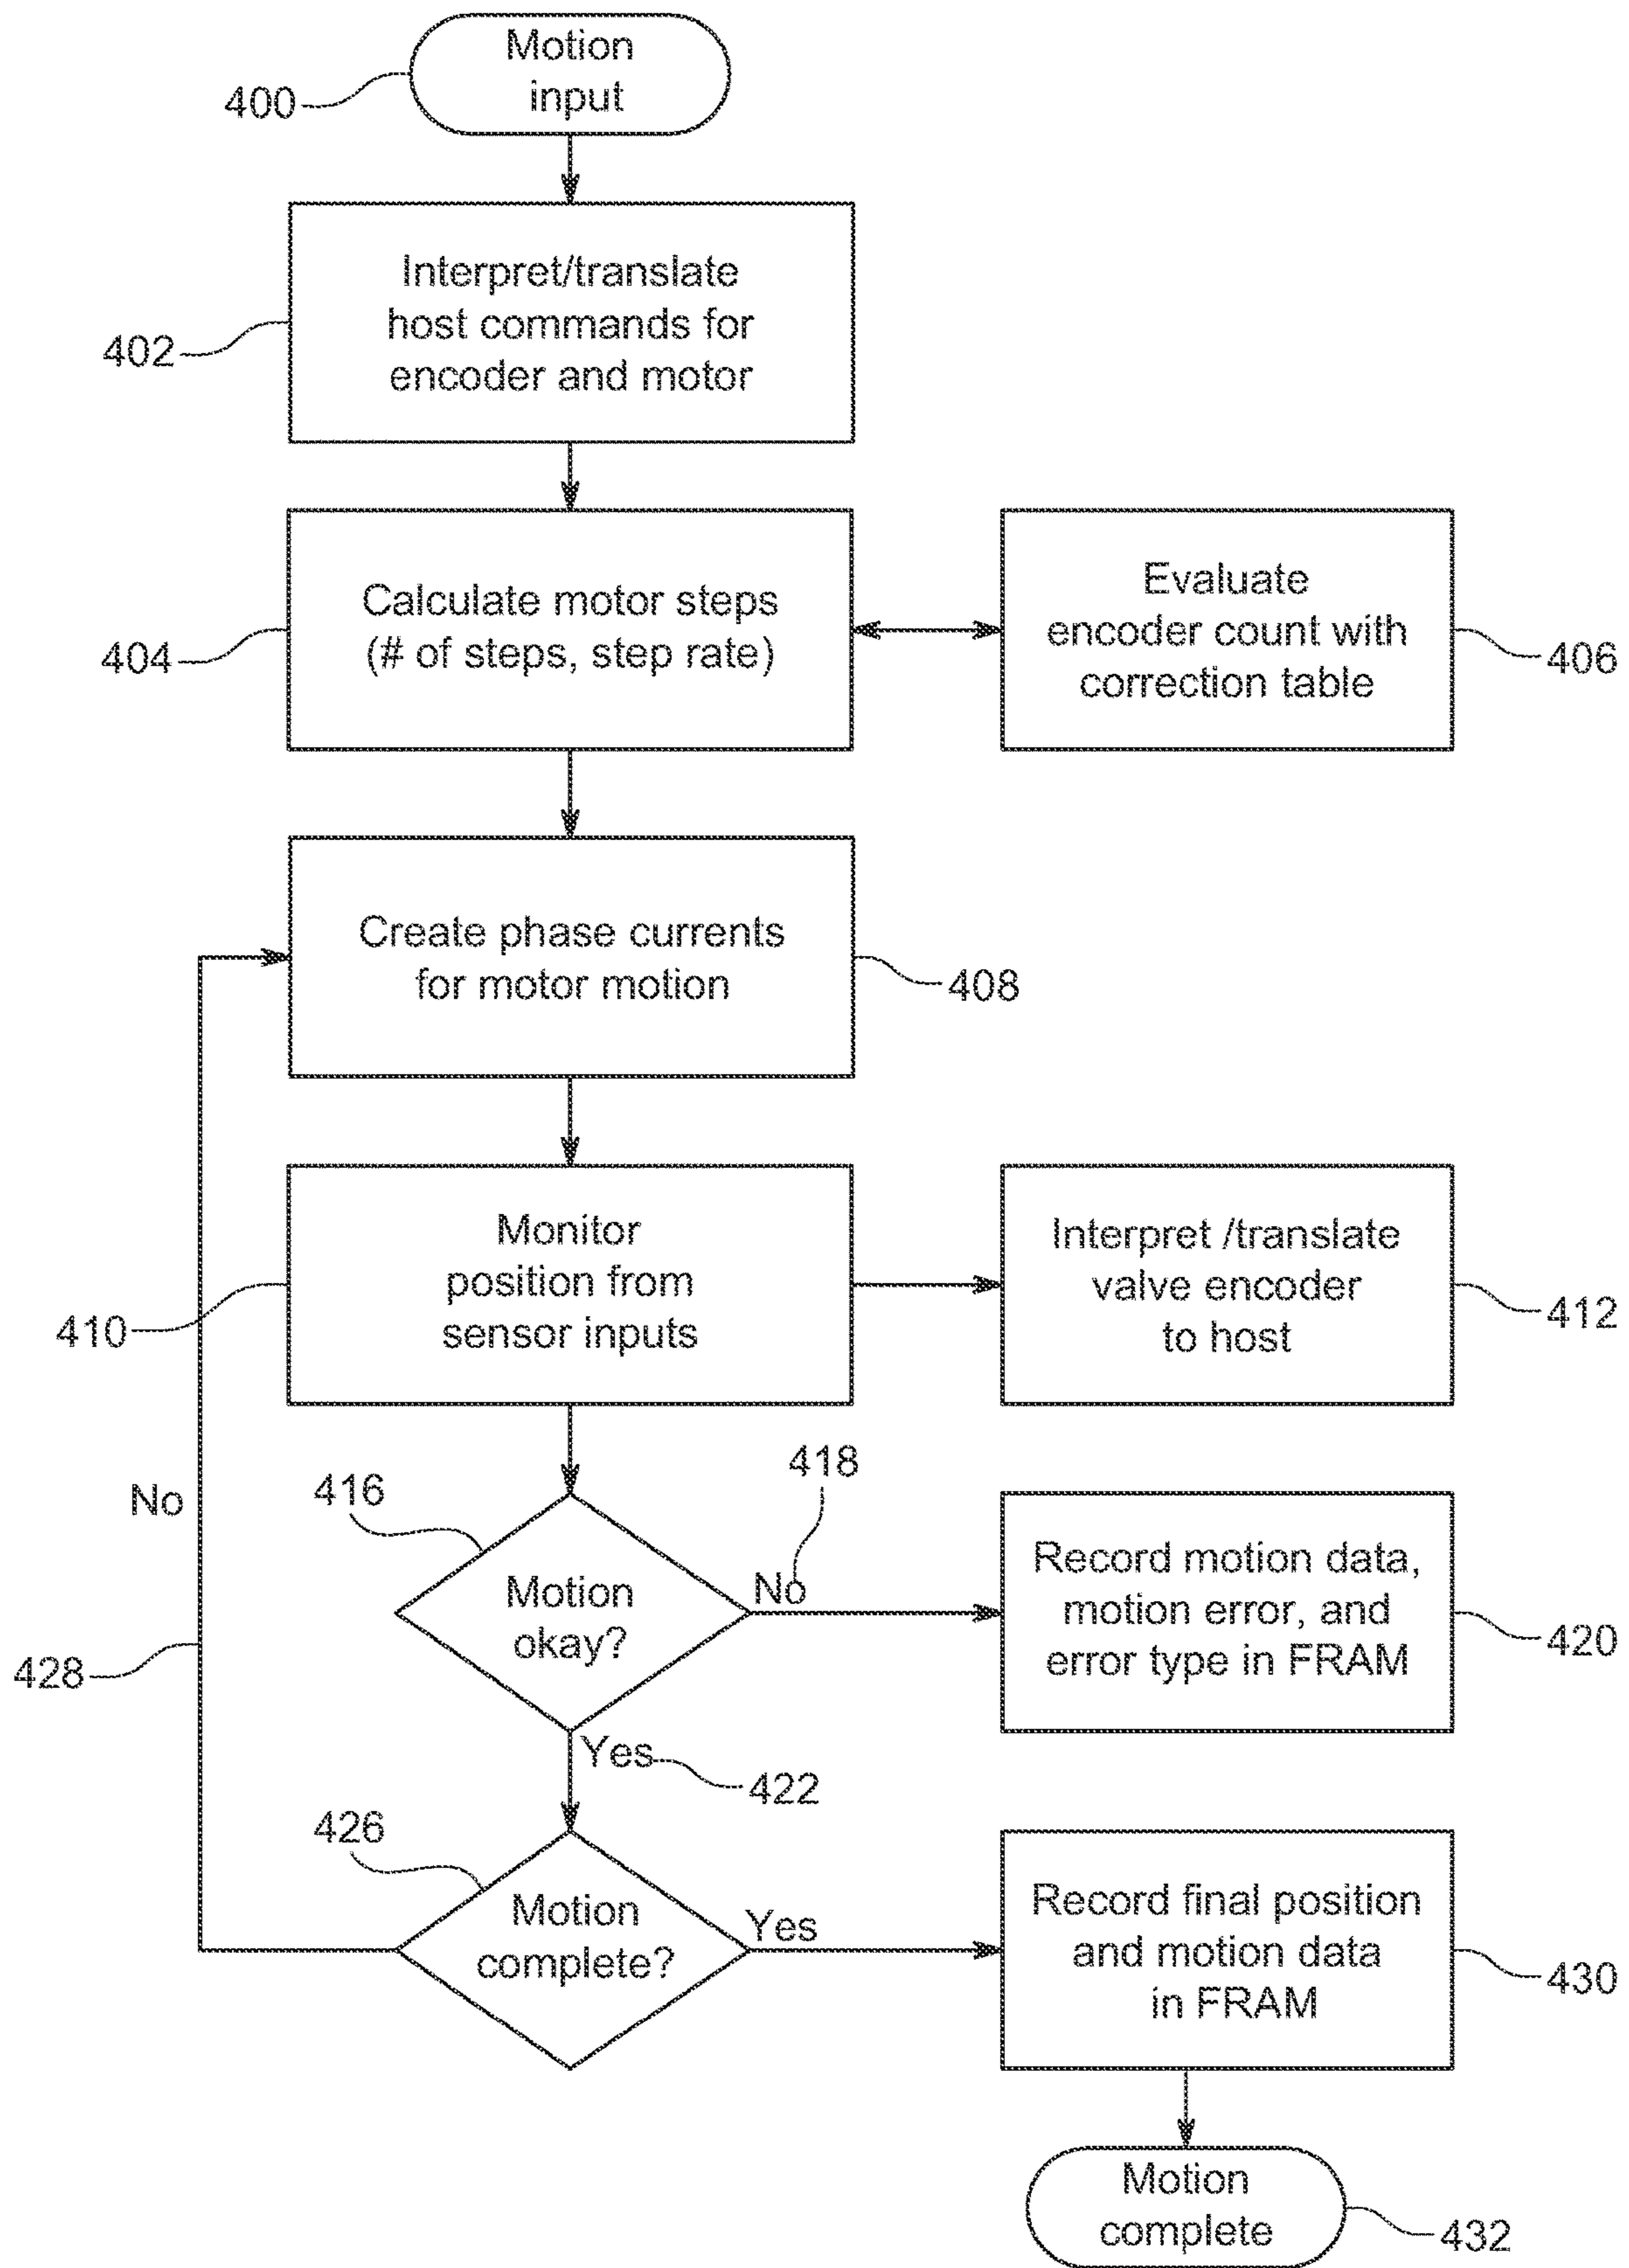 Motion
input
400
Interpret/translate
host commands for
encoder and motor
402
Calculate motor steps
(# of steps, step rate)
404
Evaluate
encoder count with
correction table
406
Create phase currents
for motor motion
408
Monitor
position from
sensor inputs
410
Interpret /translate
valve encoder
to host
412
416
418
No
Motion
okay?
No
Record motion data,
motion error, and
error type in FRAM
420
428
Yes
422
426
Motion
complete?
Yes
Record final position
and motion data
in FRAM
430
Motion
complete
432